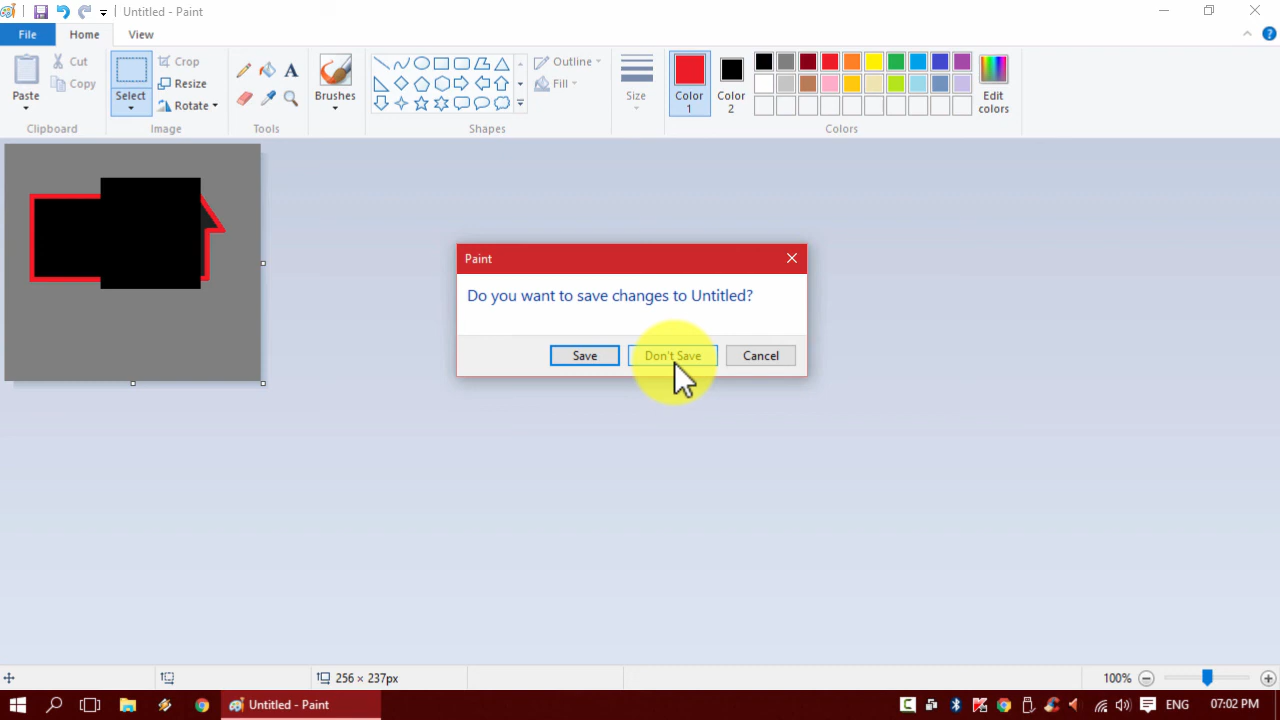 Untitled - Paint
File
Home
View
Paste
Cut
Copy
Clipboard
Select
Crop
Resize
Rotate
Image
Tools
Brushes
Outline
Fill
Shapes
Size
Color
1
Color
2
Edit
colors
Colors
Paint
Do you want to save changes to Untitled?
Save
Don't Save
Cancel
256 × 237px
100%
Untitled - Paint
ENG
07:02 PM